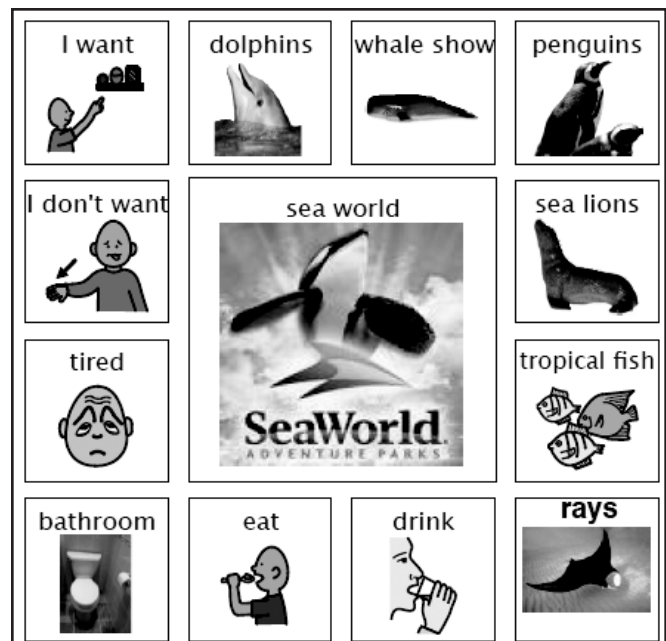 I want
dolphins
whale show
penguins
I don't want
sea world
sea lions
SeaWorld.
ADVENTURE PARKS
tired
tropical fish
bathroom
eat
drink
rays